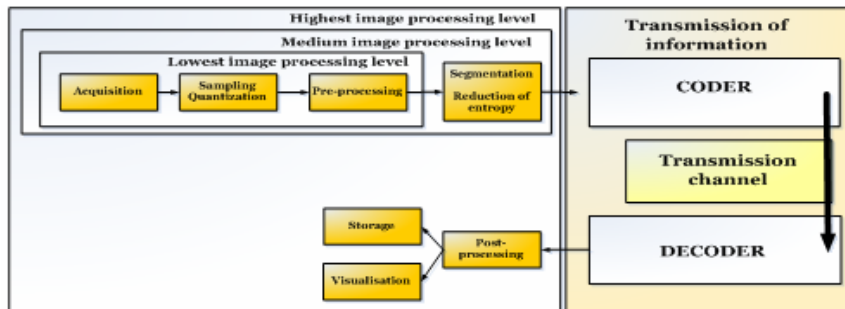 Highest image processing level
Medium image processing level
Lowest image processing level
Acquisition
Sampling
Quantization
Pre-processing
Segmentation
Reduction of
entropy
Transmission of
information
CODER
Transmission
channel
DECODER
Post-
processing
Storage
Visualisation